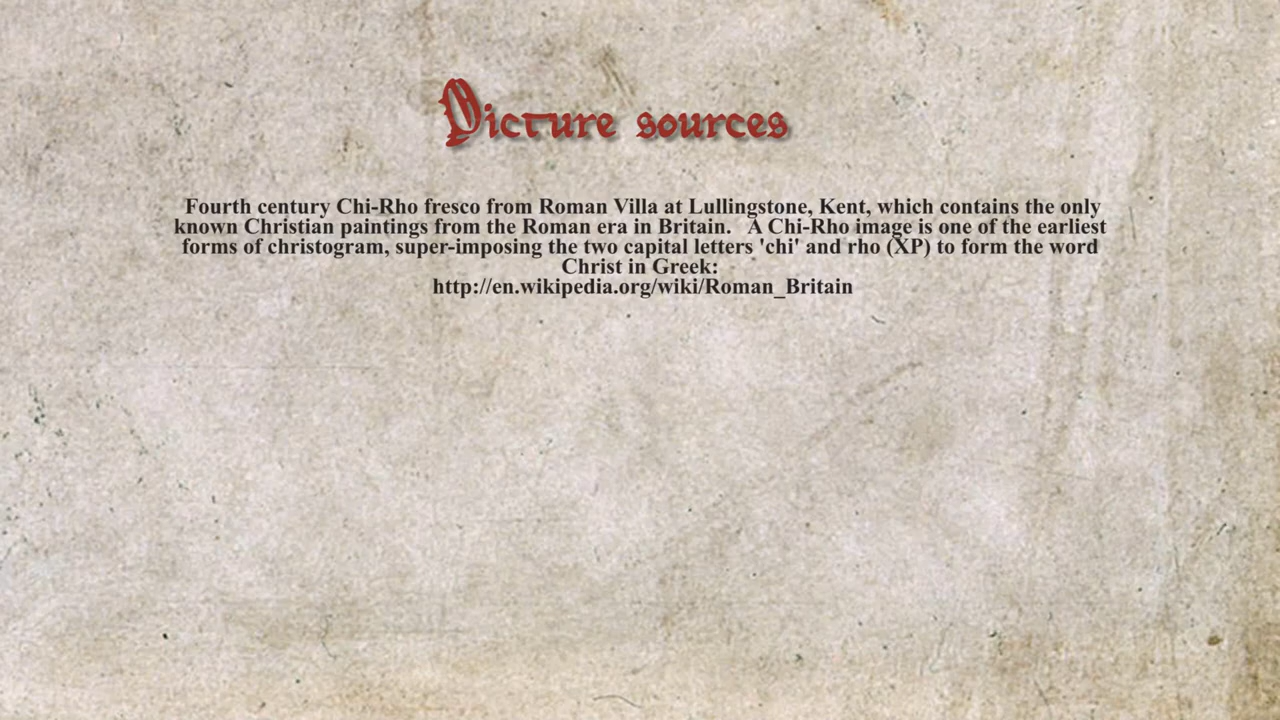 Picture sources
Fourth century Chi-Rho fresco from Roman Villa at Lullingstone, Kent, which contains the only
known Christian paintings from the Roman era in Britain.   A Chi-Rho image is one of the earliest
forms of christogram, super-imposing the two capital letters 'chi' and rho (XP) to form the word
Christ in Greek:
http://en.wikipedia.org/wiki/Roman_Britain